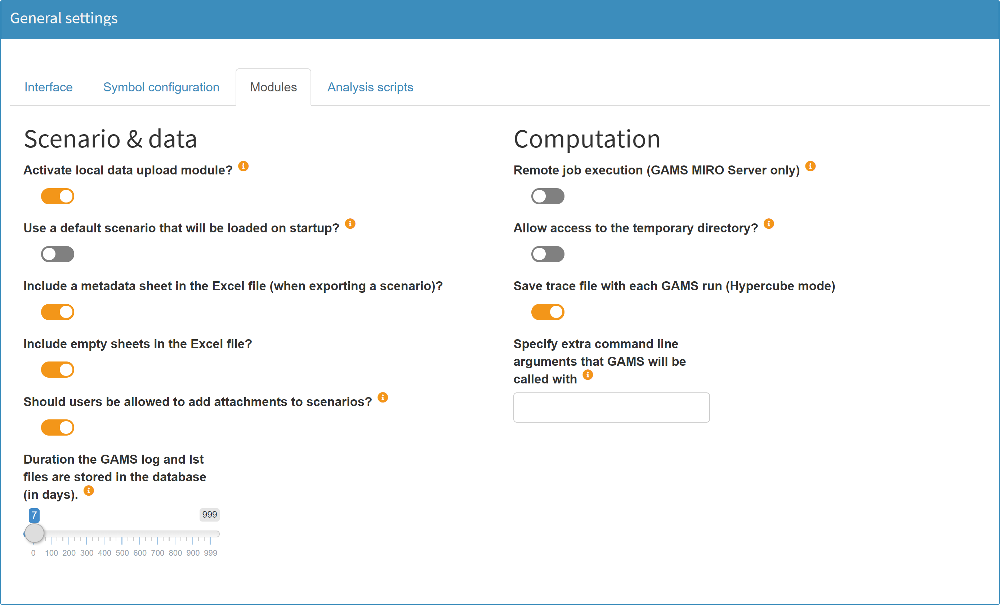 General settings
Interface
Symbol configuration
Modules
Analysis scripts
Scenario & data
Activate local data upload module?
Use a default scenario that will be loaded on startup?
Include a metadata sheet in the Excel file (when exporting a scenario)?
Include empty sheets in the Excel file?
Should users be allowed to add attachments to scenarios?
Duration the GAMS log and lst
files are stored in the database
(in days).
7
999
0 100 200 300 400 500 600 700 800 900 999
Computation
Remote job execution (GAMS MIRO Server only)
Allow access to the temporary directory?
Save trace file with each GAMS run (Hypercube mode)
Specify extra command line
arguments that GAMS will be
called with